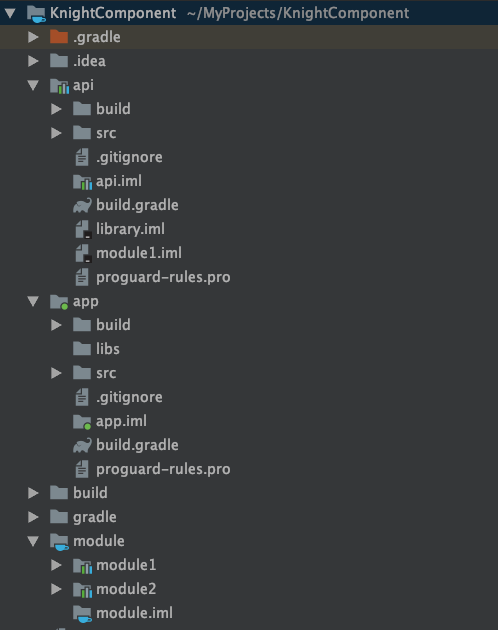 KnightComponent ~/MyProjects/KnightComponent
.gradle
.idea
api
build
src
.gitignore
api.iml
build.gradle
library.iml
module1.iml
proguard-rules.pro
app
build
libs
src
.gitignore
app.iml
build.gradle
proguard-rules.pro
build
gradle
module
module1
module2
module.iml